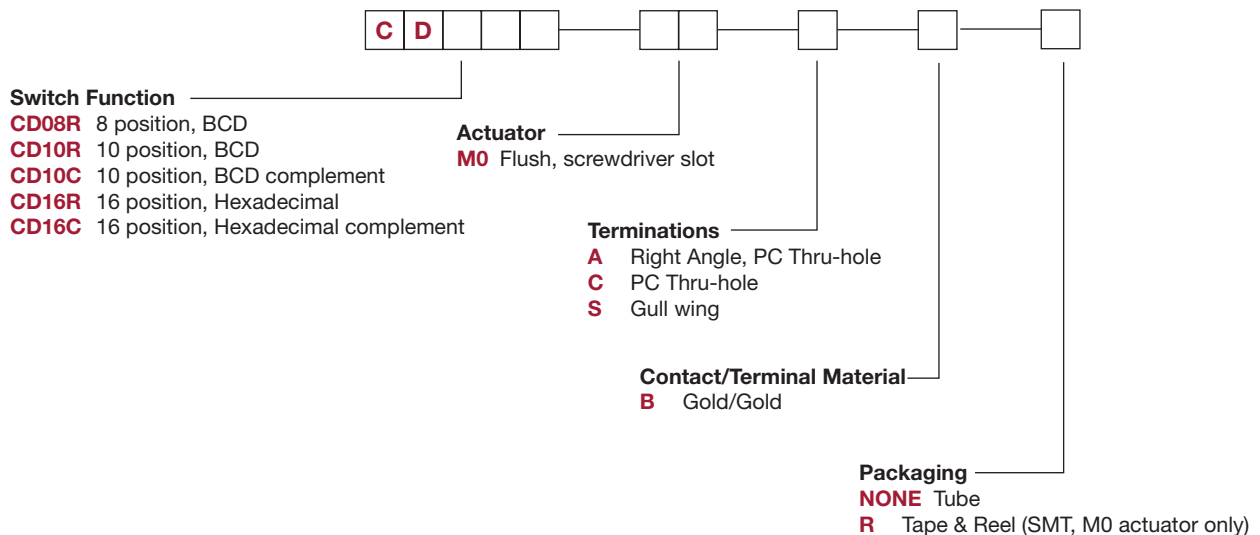 C D
Switch Function
CD08R 8 position, BCD
CD10R 10 position, BCD
CD10C 10 position, BCD complement
CD16R 16 position, Hexadecimal
CD16C 16 position, Hexadecimal complement
Actuator
M0 Flush, screwdriver slot
Terminations
A Right Angle, PC Thru-hole
C PC Thru-hole
S Gull wing
Contact/Terminal Material
B Gold/Gold
Packaging
NONE Tube
R Tape & Reel (SMT, M0 actuator only)